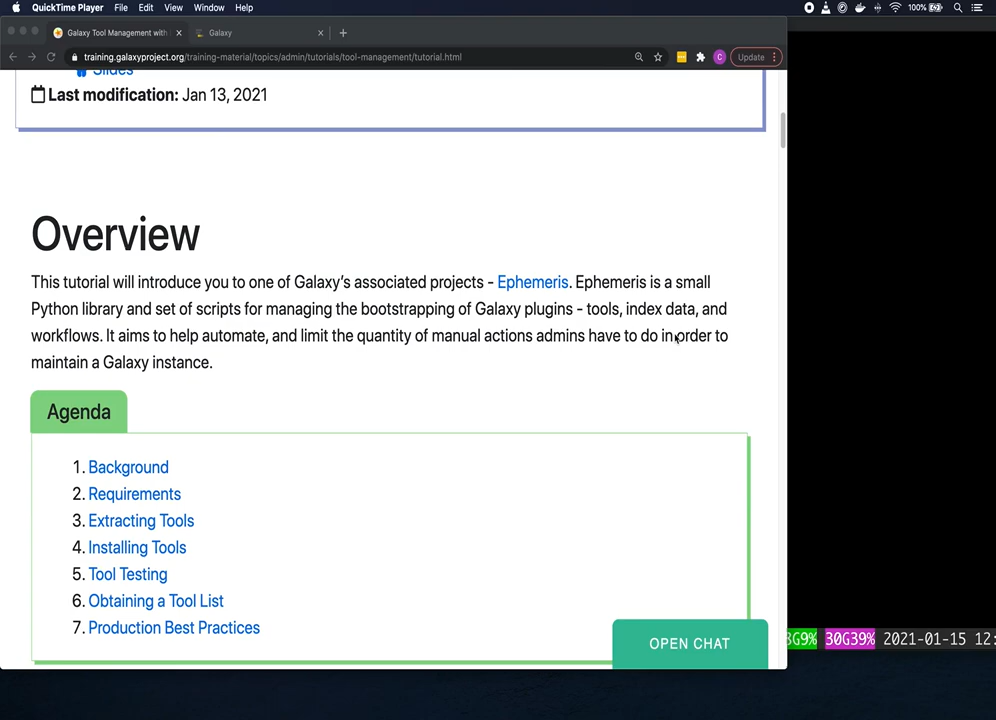 QuickTime Player File Edit View Window Help 100%
Galaxy Tool Management with Galaxy
training.galaxyproject.org/training-material/topics/admin/tutorials/tool-management/tutorial.html C Update
Slides
Last modification: Jan 13, 2021
Overview
This tutorial will introduce you to one of Galaxy's associated projects - Ephemeris. Ephemeris is a small
Python library and set of scripts for managing the bootstrapping of Galaxy plugins - tools, index data, and
workflows. It aims to help automate, and limit the quantity of manual actions admins have to do in order to
maintain a Galaxy instance.
Agenda
1. Background
2. Requirements
3. Extracting Tools
4. Installing Tools
5. Tool Testing
6. Obtaining a Tool List
7. Production Best Practices
OPEN CHAT
G9% 30G39% 2021-01-15 12: